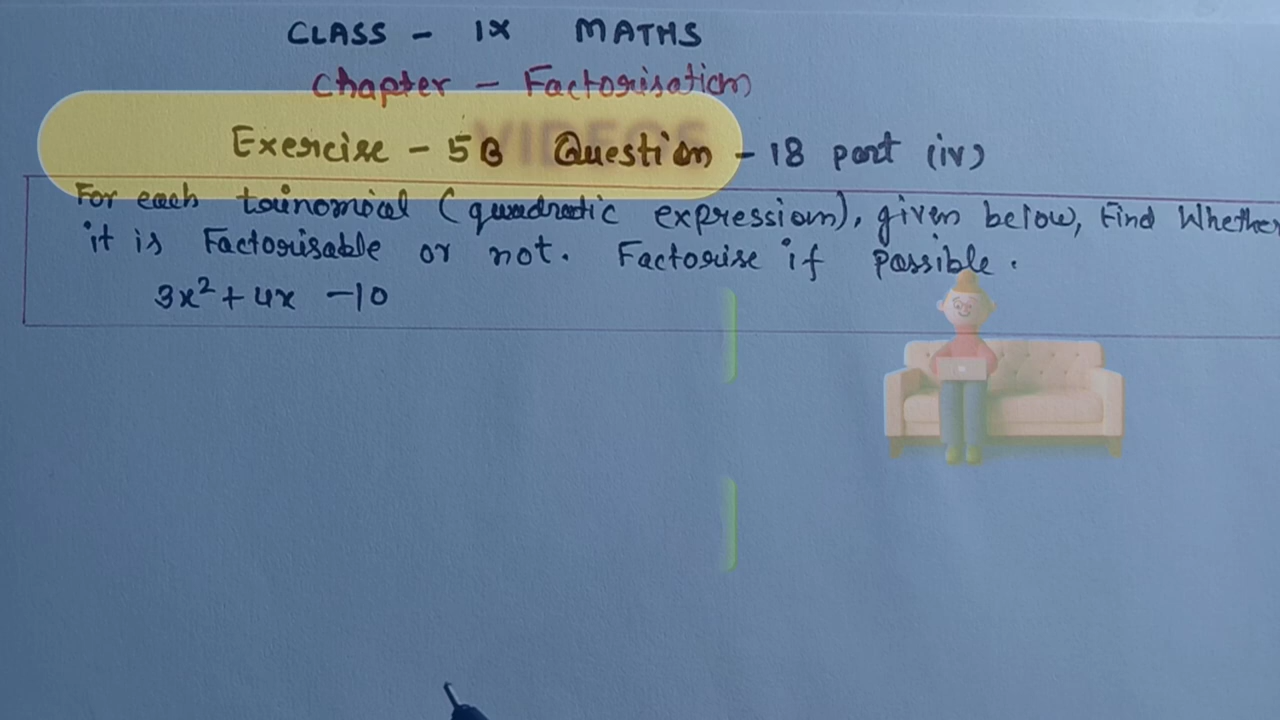 CLASS - IX MATHS
Chapter - Factorisation
Exercise - 5B Question - 18 part (iv)
For each trinomial (quadratic expression), given below, Find Whether
it is Factorisable or not. Factorise if possible.
3x² + 4x - 10